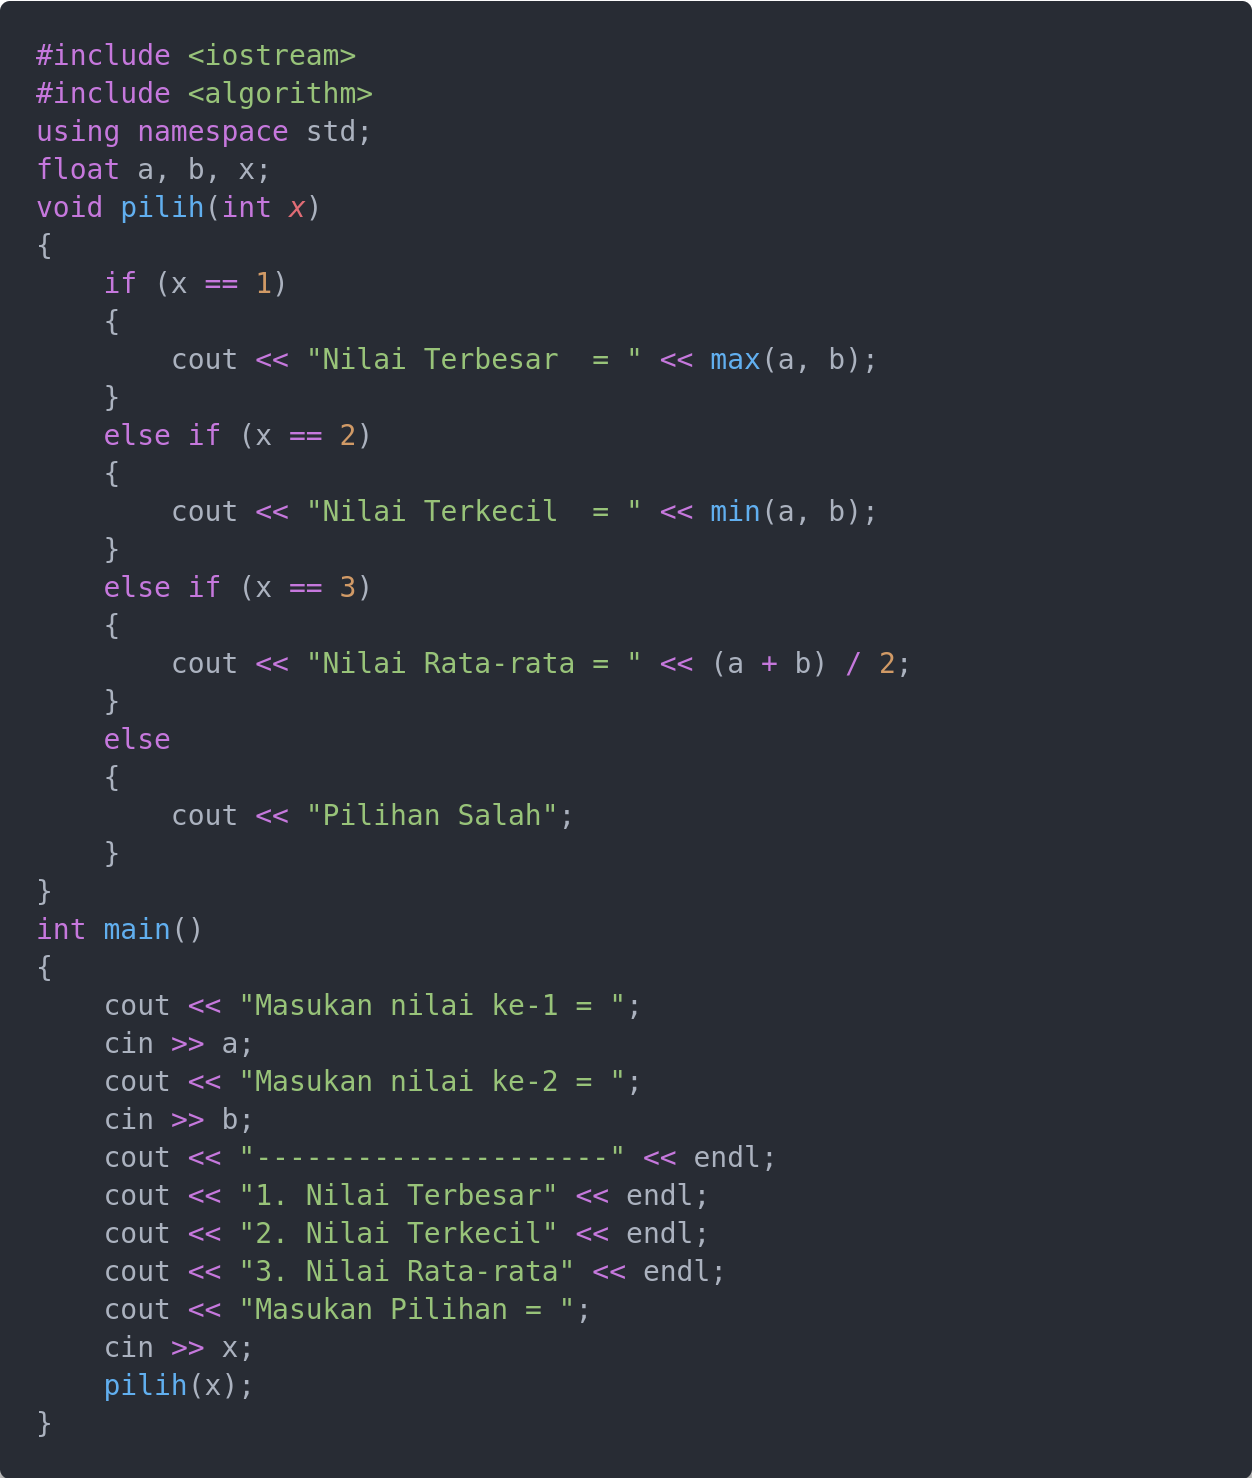 #include <iostream>
#include <algorithm>
using namespace std;
float a, b, x;
void pilih(int x)
{
    if (x == 1)
    {
        cout << "Nilai Terbesar  = " << max(a, b);
    }
    else if (x == 2)
    {
        cout << "Nilai Terkecil  = " << min(a, b);
    }
    else if (x == 3)
    {
        cout << "Nilai Rata-rata = " << (a + b) / 2;
    }
    else
    {
        cout << "Pilihan Salah";
    }
}
int main()
{
    cout << "Masukan nilai ke-1 = ";
    cin >> a;
    cout << "Masukan nilai ke-2 = ";
    cin >> b;
    cout << "---------------------" << endl;
    cout << "1. Nilai Terbesar" << endl;
    cout << "2. Nilai Terkecil" << endl;
    cout << "3. Nilai Rata-rata" << endl;
    cout << "Masukan Pilihan = ";
    cin >> x;
    pilih(x);
}